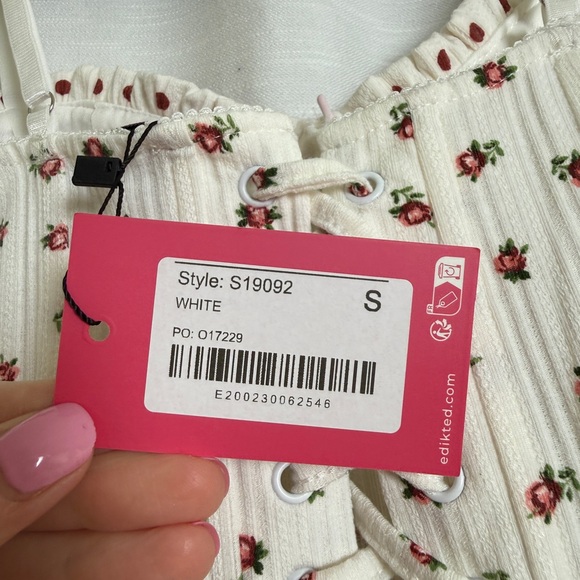 Style: S19092
S
WHITE
PO: O17229
E200230062546
edikted.com